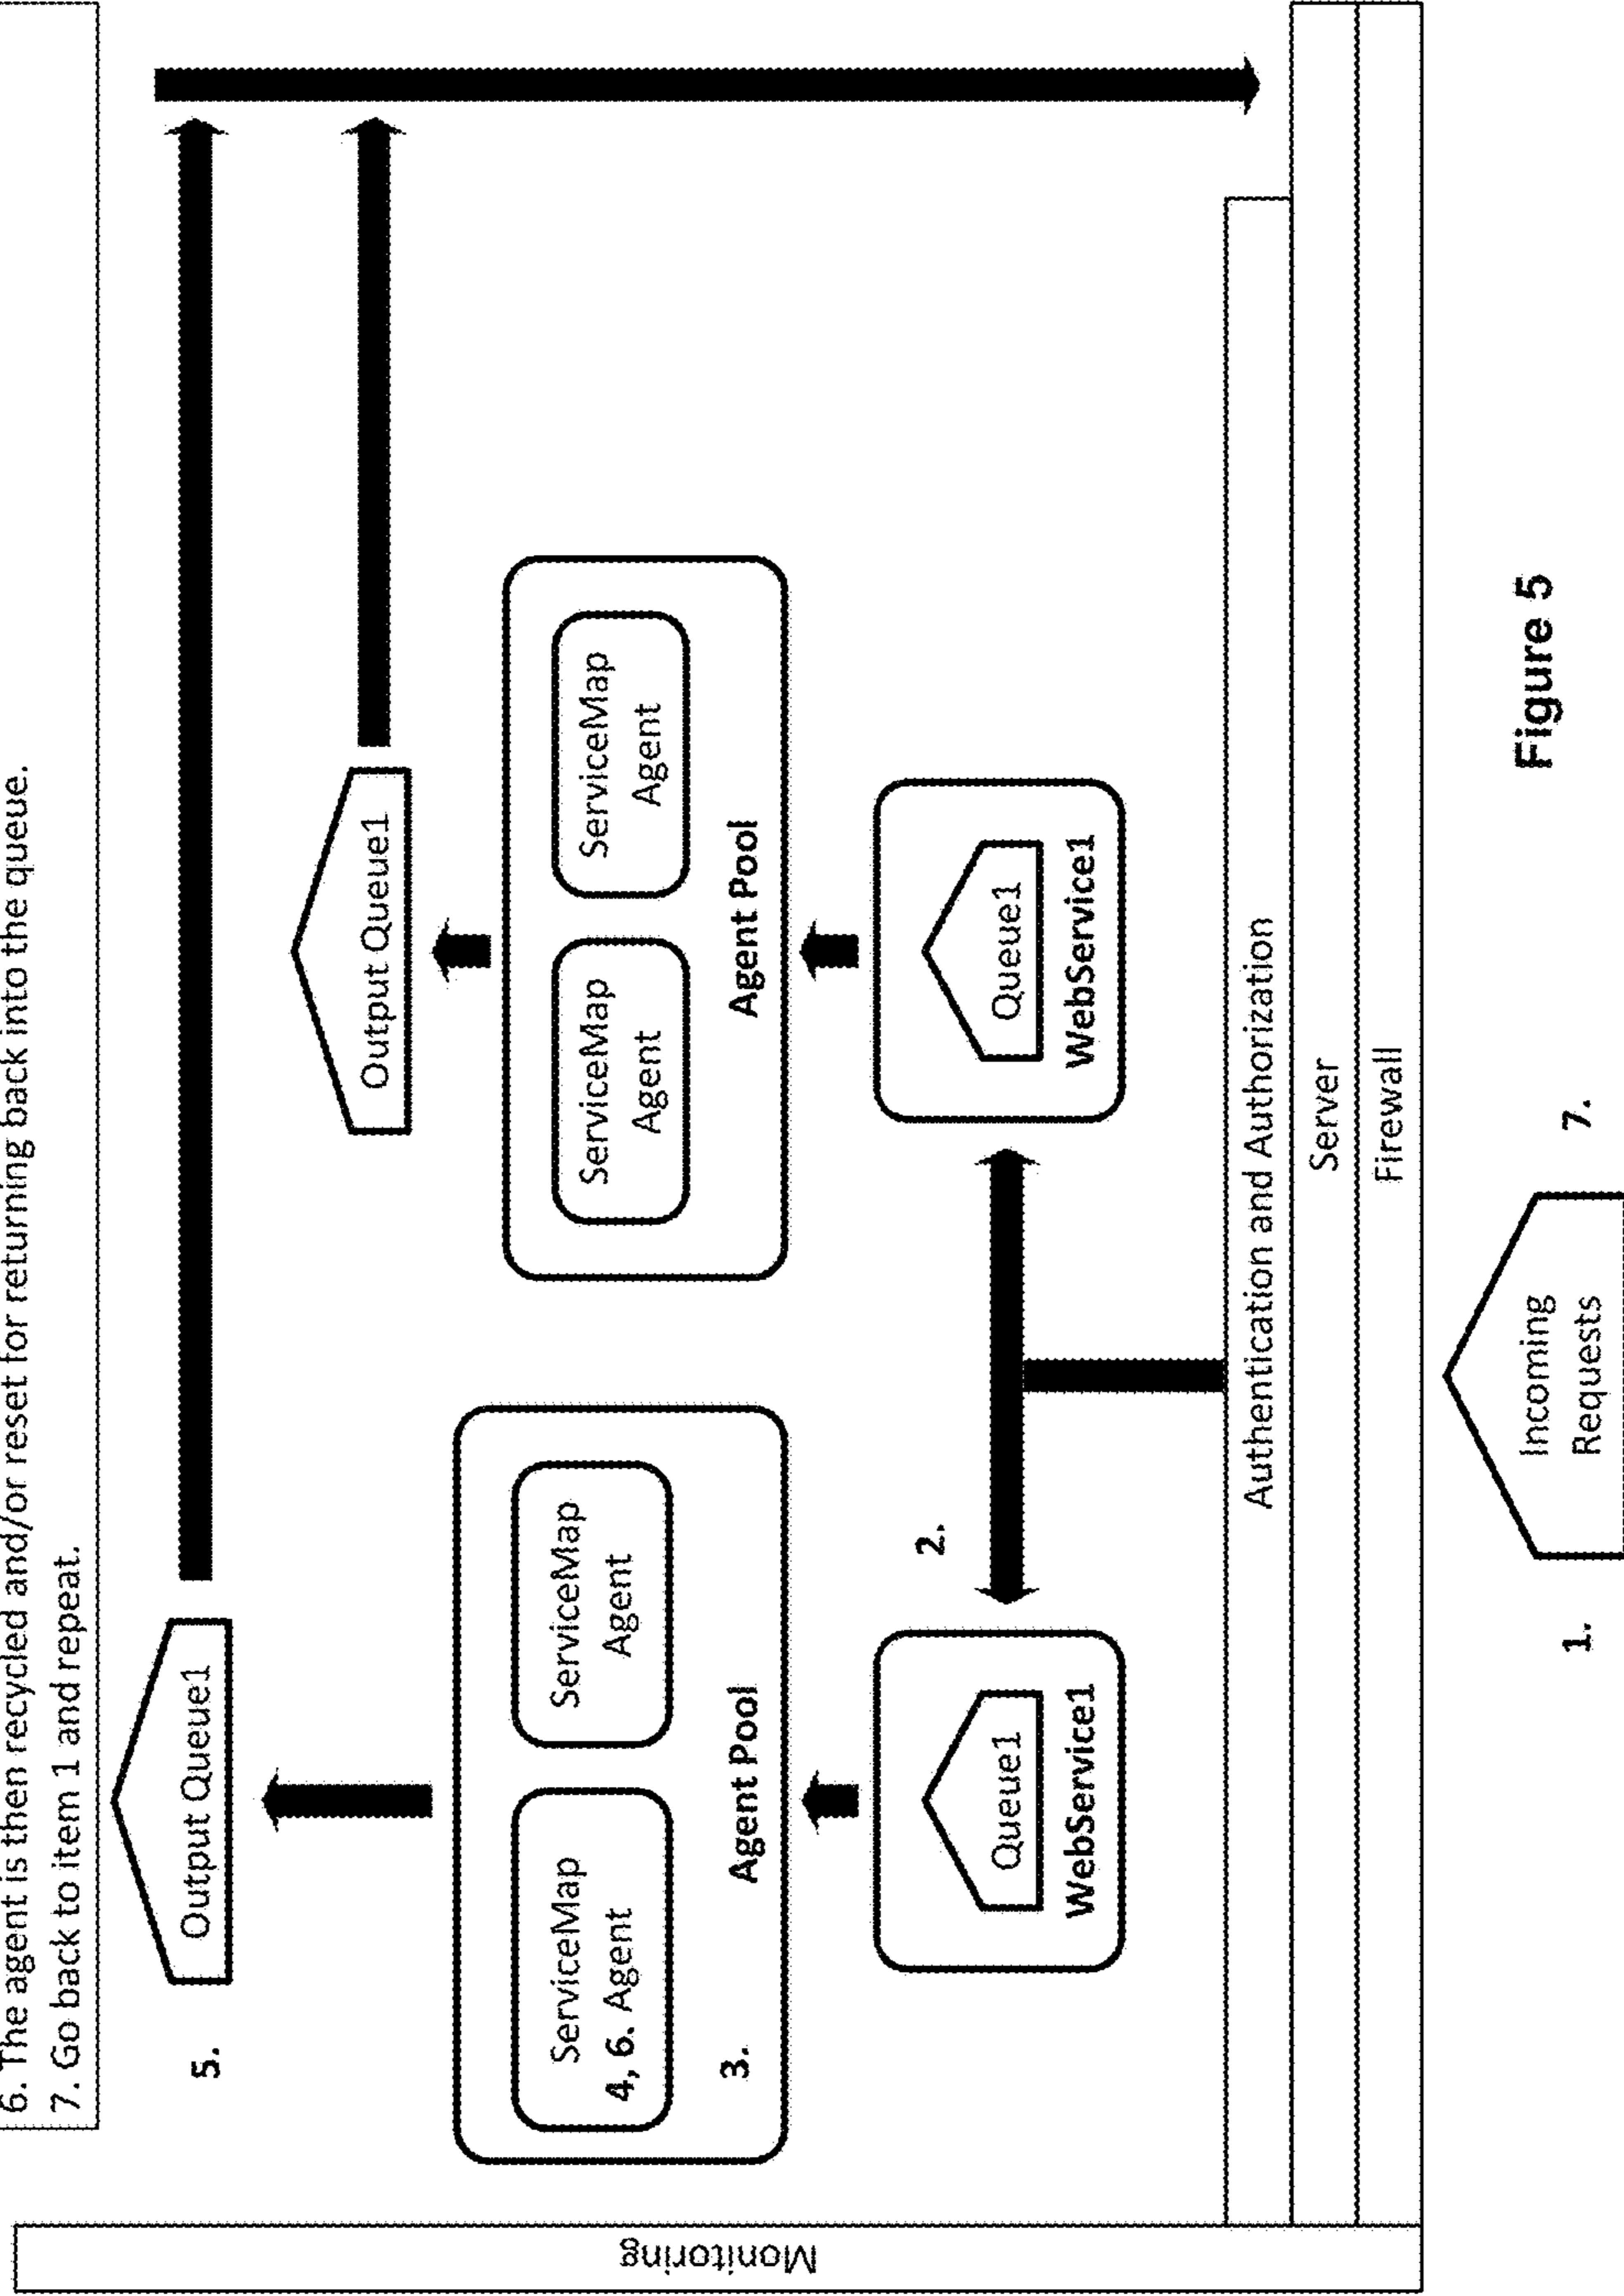 6. The agent is then recycled and/or reset for returning back into the queue.
7. Go back to item 1 and repeat.
5.
Output Queue1
Output Queue1
ServiceMap
4, 6. Agent
ServiceMap
Agent
3.
Agent Pool
ServiceMap
Agent
ServiceMap
Agent
Agent Pool
2.
Queue1
WebService1
Queue1
WebService1
Monitoring
Authentication and Authorization
Server
Firewall
1.
Incoming
Requests
7.
Figure 5